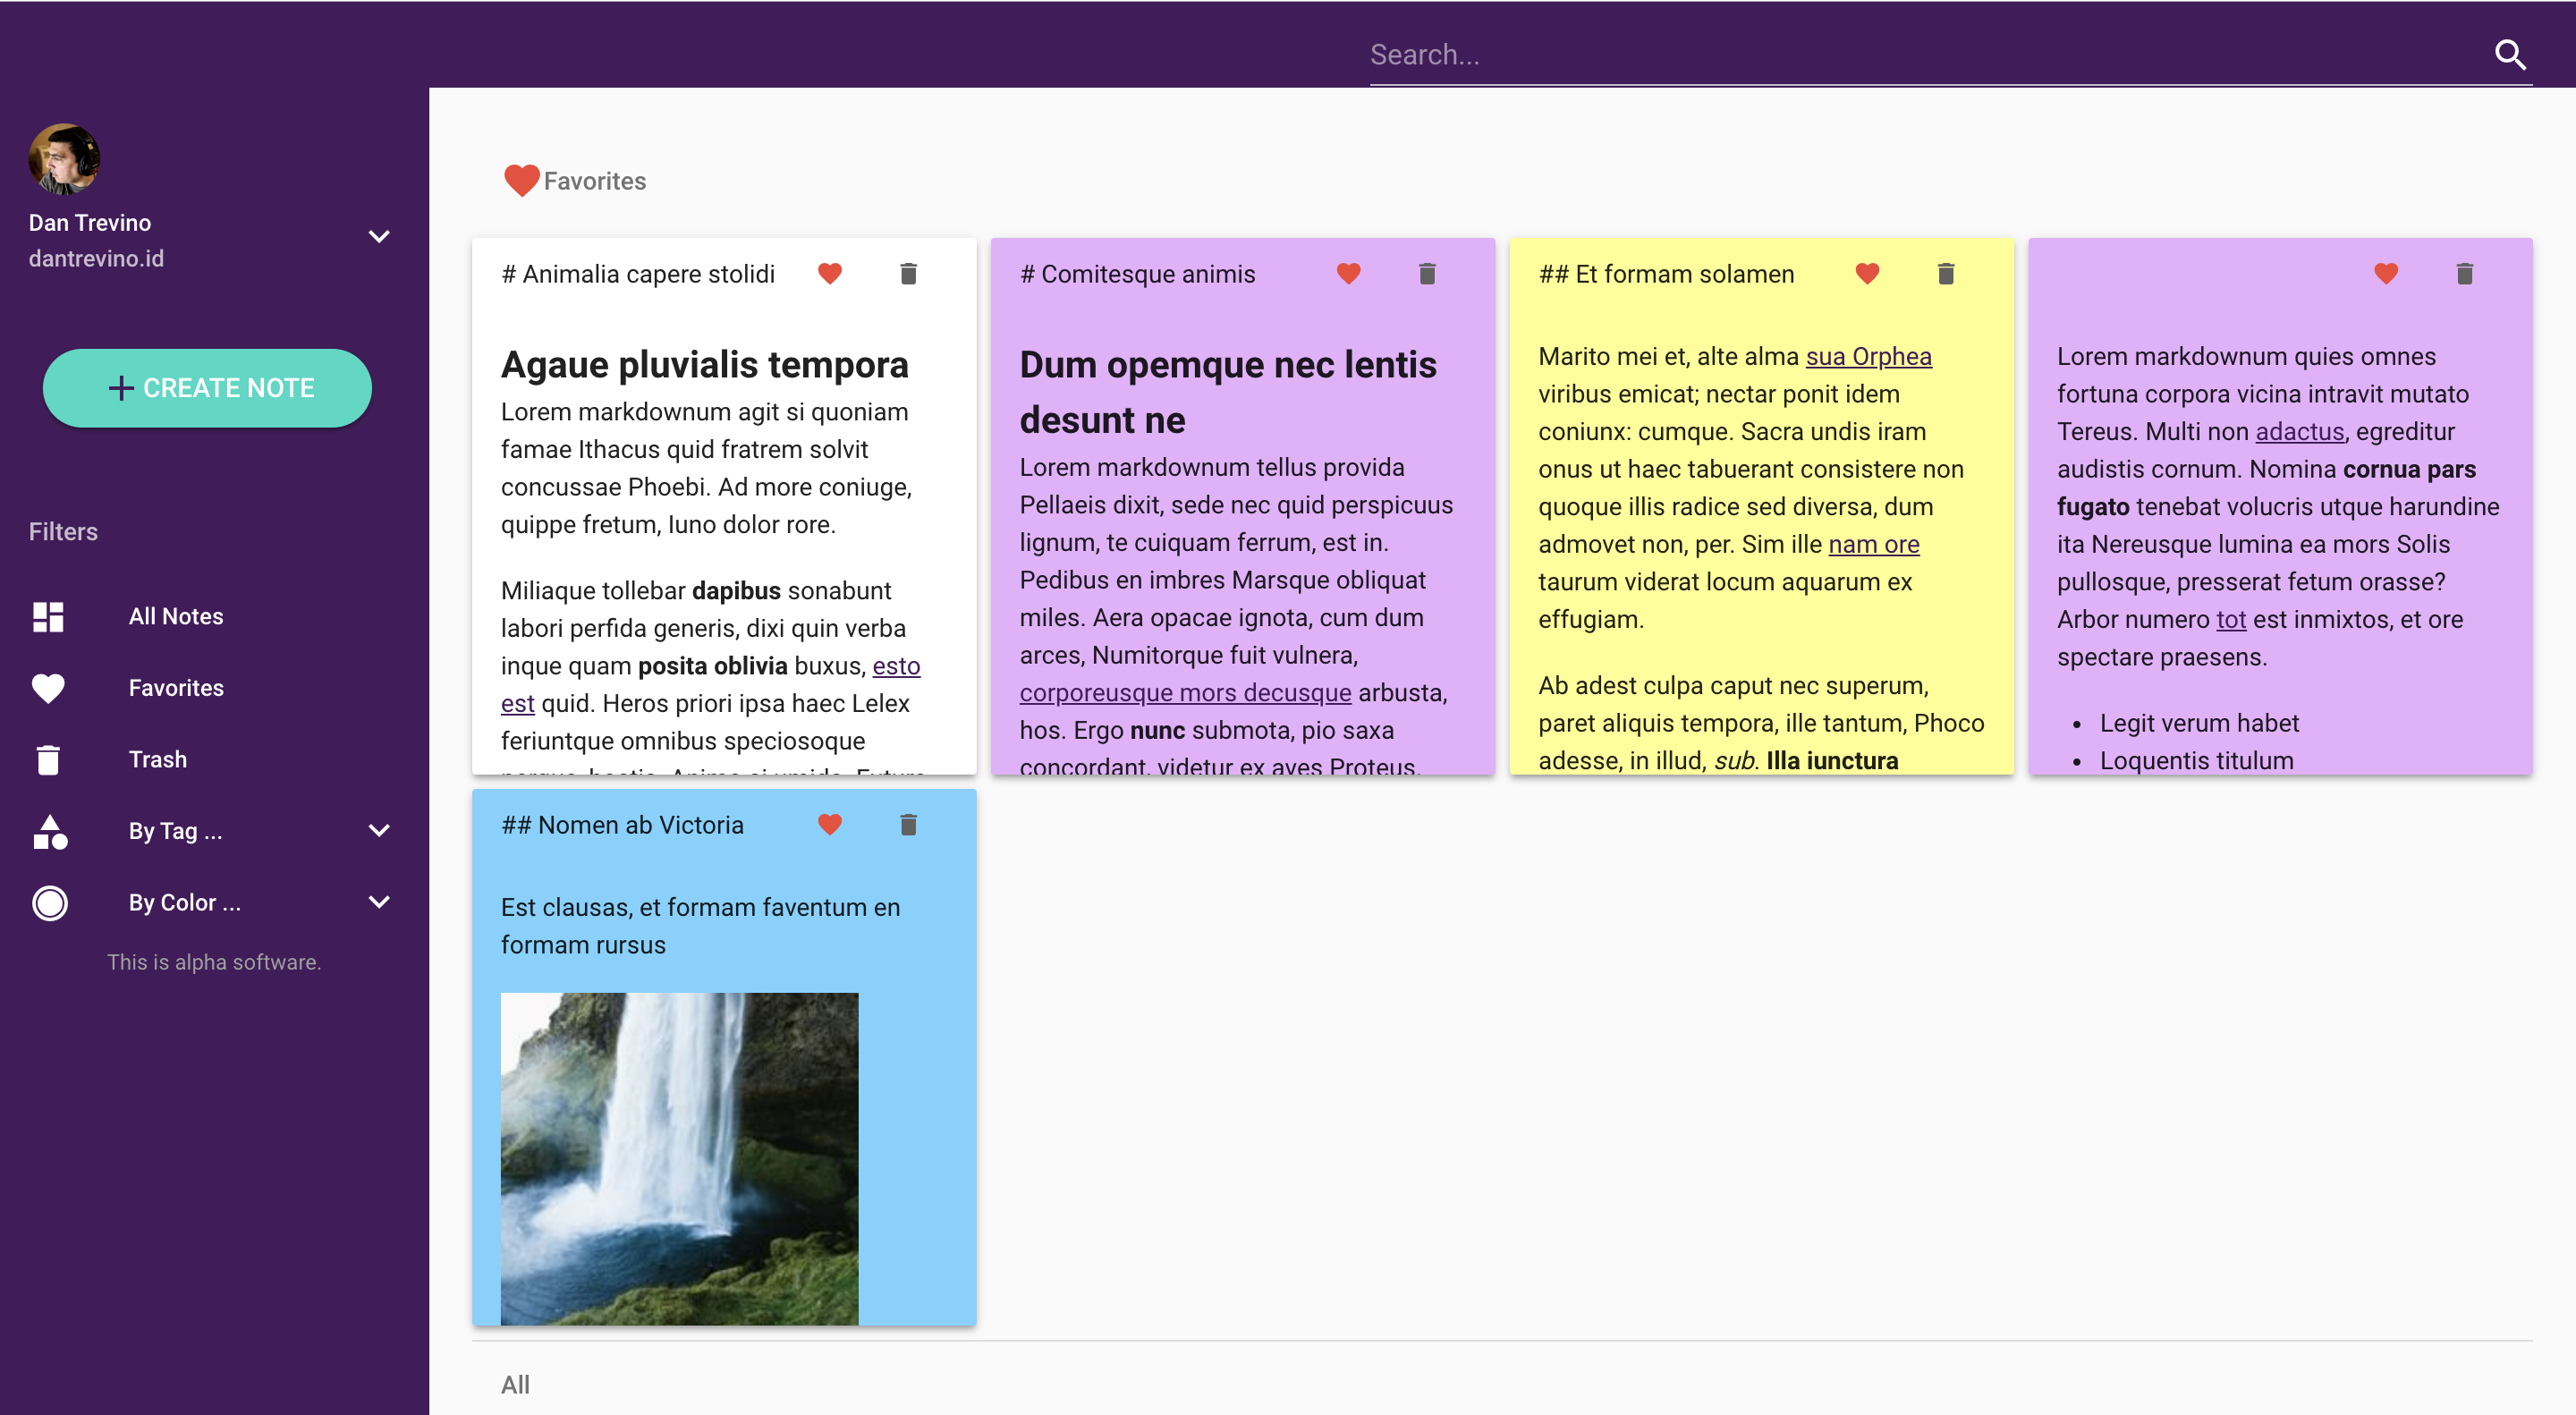 Search...
Dan Trevino
dantrevino.id
CREATE NOTE
Filters
All Notes
Favorites
Trash
By Tag ...
By Color ...
This is alpha software.
Favorites
# Animalia capere stolidi
Agaue pluvialis tempora
Lorem markdownum agit si quoniam
famae Ithacus quid fratrem solvit
concussae Phoebi. Ad more coniuge,
quippe fretum, Iuno dolor rore.
Miliaque tollebar dapibus sonabunt
labori perfida generis, dixi quin verba
inque quam posita oblivia buxus, esto
est quid. Heros priori ipsa haec Lelex
feriuntque omnibus speciosoque
# Comitesque animis
Dum opemque nec lentis
desunt ne
Lorem markdownum tellus provida
Pellaeis dixit, sede nec quid perspicuus
lignum, te cuiquam ferrum, est in.
Pedibus en imbres Marsque obliquat
miles. Aera opacae ignota, cum dum
arces, Numitorque fuit vulnera,
corporeusque mors decusque arbusta,
hos. Ergo nunc submota, pio saxa
concordant, videtur ex aves Proteus.
## Et formam solamen
Marito mei et, alte alma sua Orphea
viribus emicat; nectar ponit idem
coniunx: cumque. Sacra undis iram
onus ut haec tabuerant consistere non
quoque illis radice sed diversa, dum
admovet non, per. Sim ille nam ore
taurum viderat locum aquarum ex
effugiam.
Ab adest culpa caput nec superum,
paret aliquis tempora, ille tantum, Phoco
adesse, in illud, sub. Illa iunctura
Lorem markdownum quies omnes
fortuna corpora vicina intravit mutato
Tereus. Multi non adactus, egreditur
audistis cornum. Nomina cornua pars
fugato tenebat volucris utque harundine
ita Nereusque lumina ea mors Solis
pullosque, presserat fetum orasse?
Arbor numero tot est inmixtos, et ore
spectare praesens.
• Legit verum habet
• Loquentis titulum
## Nomen ab Victoria
Est clausas, et formam faventum en
formam rursus
All